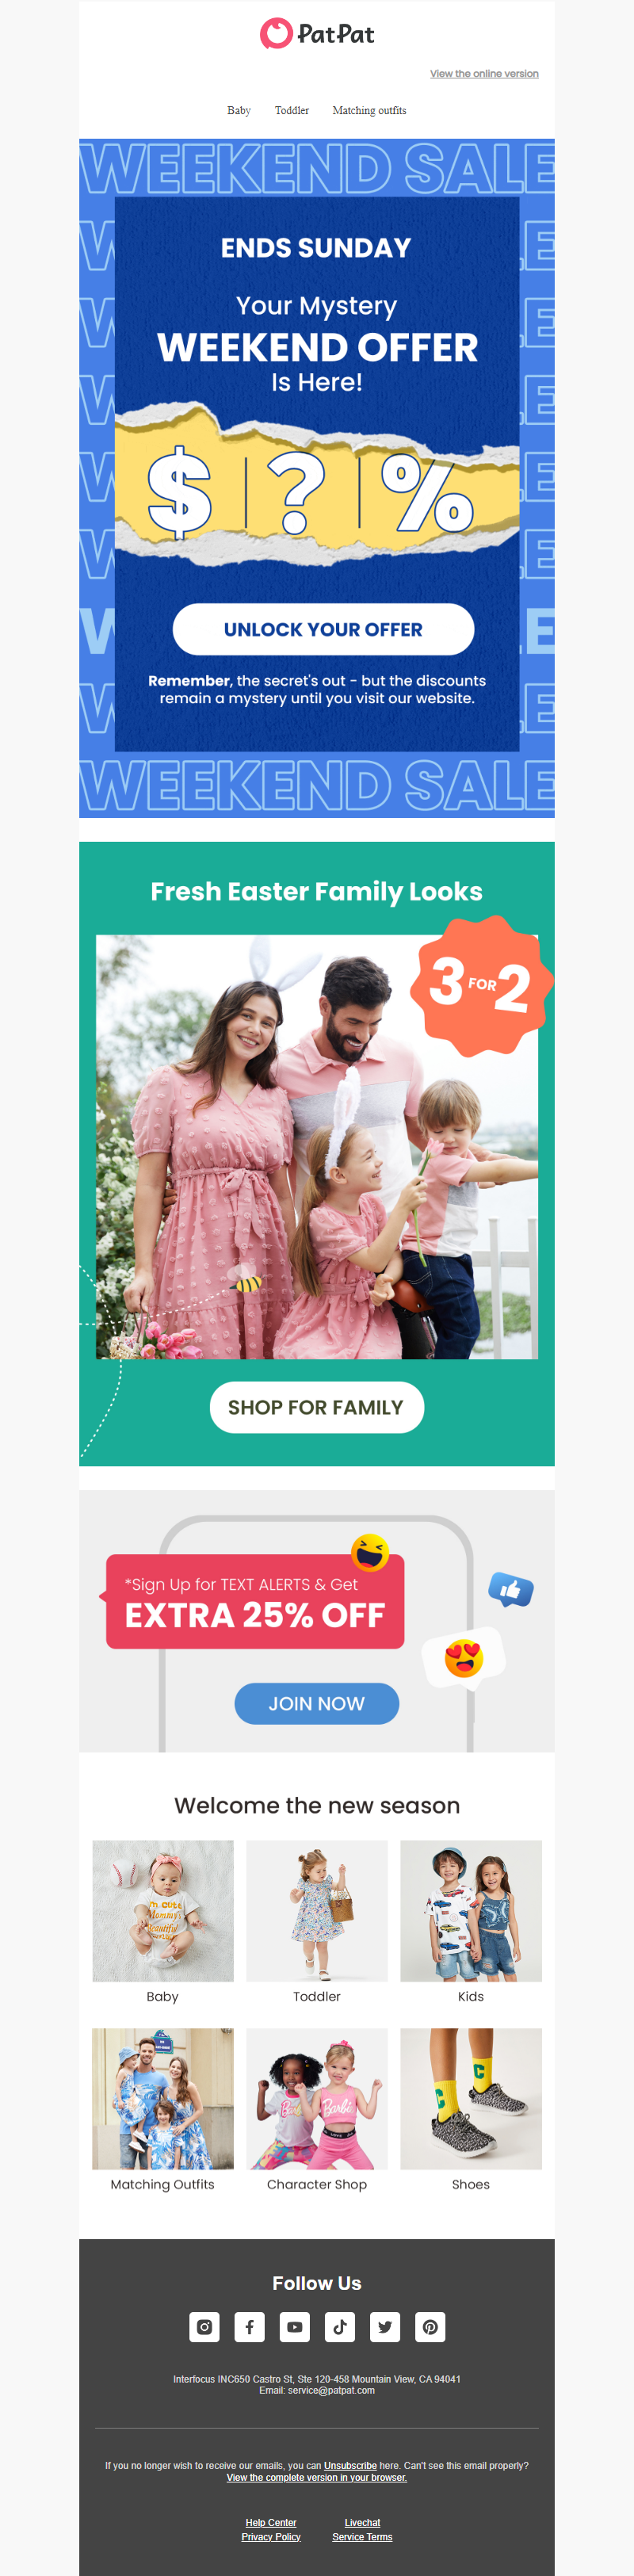 PatPat
View the online version
Baby Toddler Matching outfits
WEEKEND SALE
ENDS SUNDAY
Your Mystery
WEEKEND OFFER
Is Here!
$ | ? | %
UNLOCK YOUR OFFER
Remember, the secret's out - but the discounts
remain a mystery until you visit our website.
WEEKEND SALE
Fresh Easter Family Looks
3 FOR 2
SHOP FOR FAMILY
*Sign Up for TEXT ALERTS & Get
EXTRA 25% OFF
JOIN NOW
Welcome the new season
I'm Cute
Mommy's
Beautiful
Baby Toddler Kids
Barbie Barbie
C C
Matching Outfits Character Shop Shoes
Follow Us
Interfocus INC650 Castro St, Ste 120-458 Mountain View, CA 94041
Email: service@patpat.com
If you no longer wish to receive our emails, you can Unsubscribe here. Can't see this email properly?
View the complete version in your browser.
Help Center Livechat
Privacy Policy Service Terms